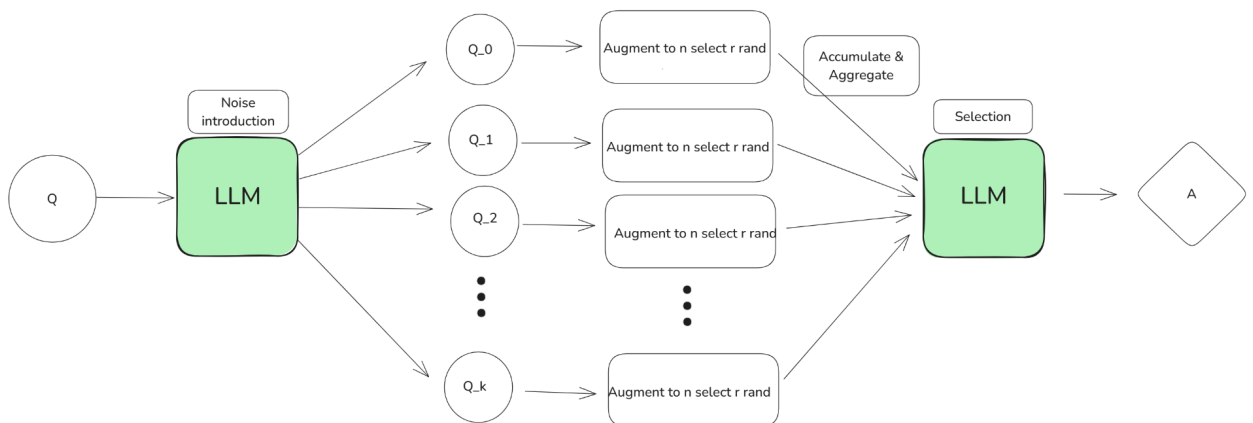 Q
Noise
introduction
LLM
Q_0
Q_1
Q_2
Q_k
Augment to n select r rand
Augment to n select r rand
Augment to n select r rand
Augment to n select r rand
Accumulate &
Aggregate
Selection
LLM
A